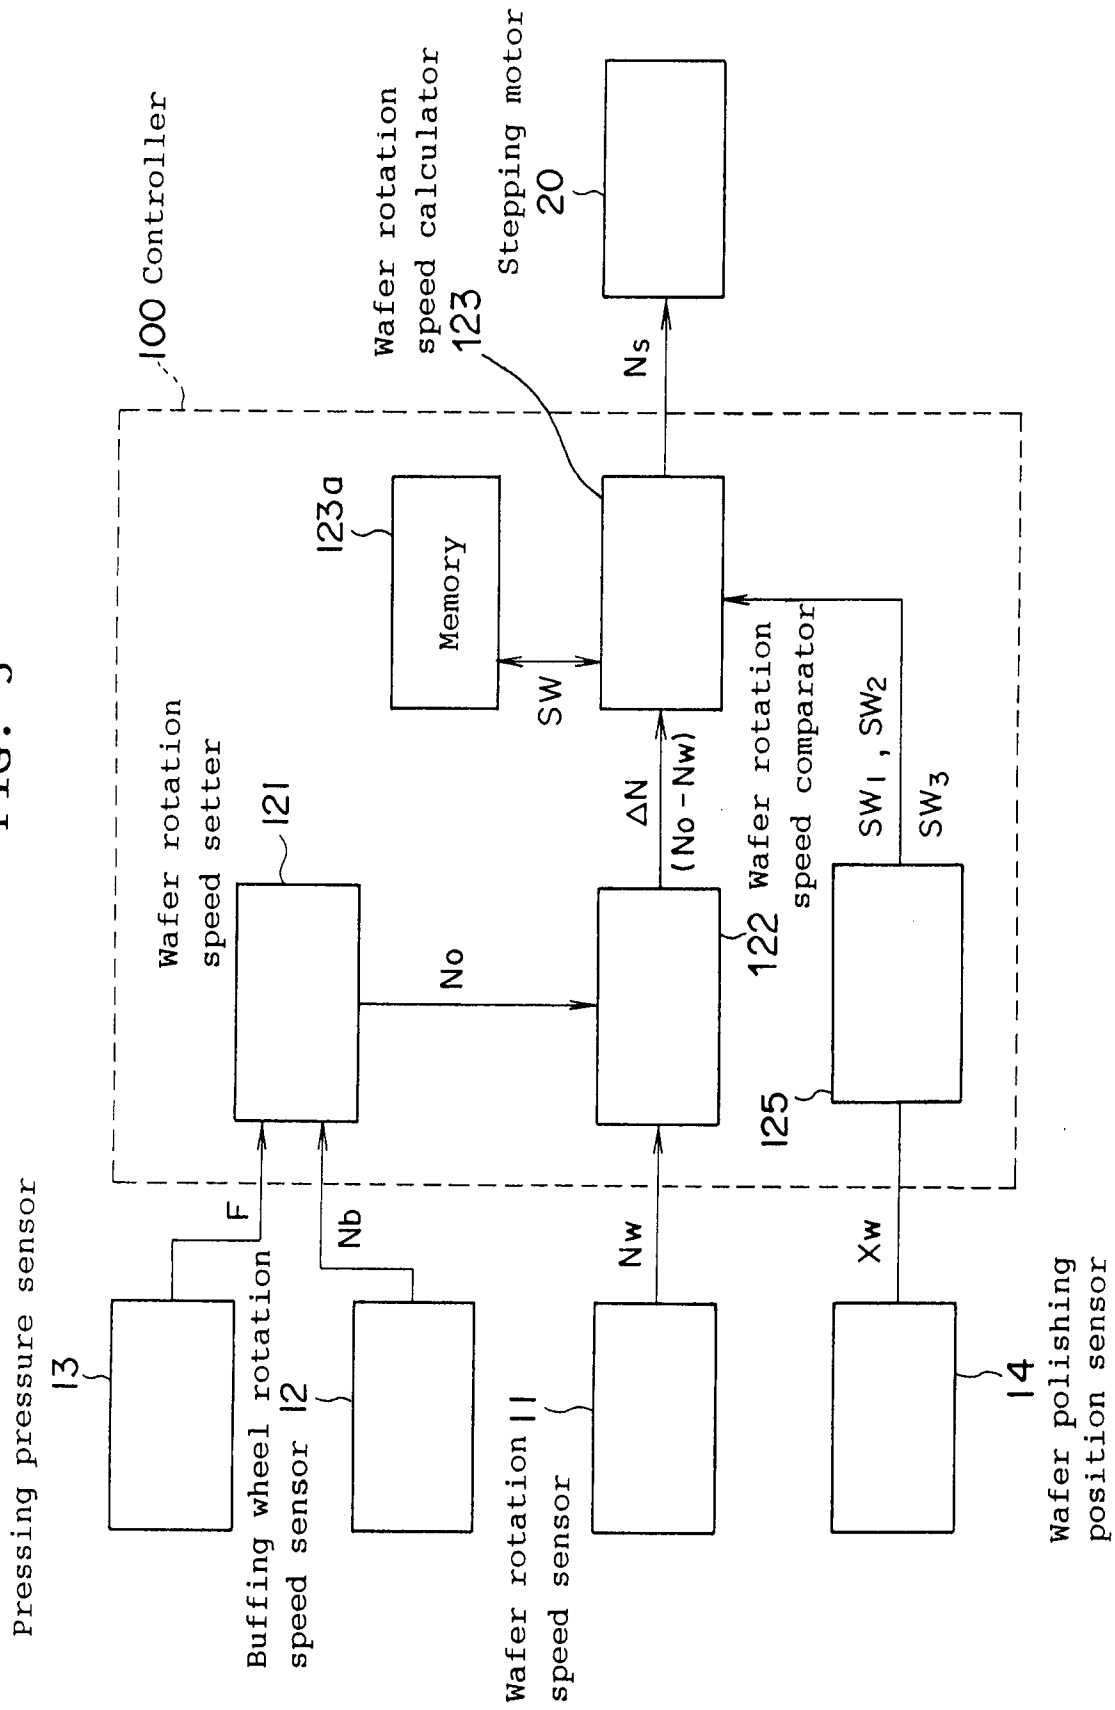 100 Controller
Pressing pressure sensor
13
F
Buffing wheel rotation
speed sensor 12
Nb
Wafer rotation 11
speed sensor
Nw
14
Wafer polishing
position sensor
Xw
Wafer rotation
speed setter
121
No
122 Wafer rotation
speed comparator
ΔN
(No-Nw)
125
SW1, SW2
SW3
123a
Memory
SW
Wafer rotation
speed calculator
123
Ns
Stepping motor
20